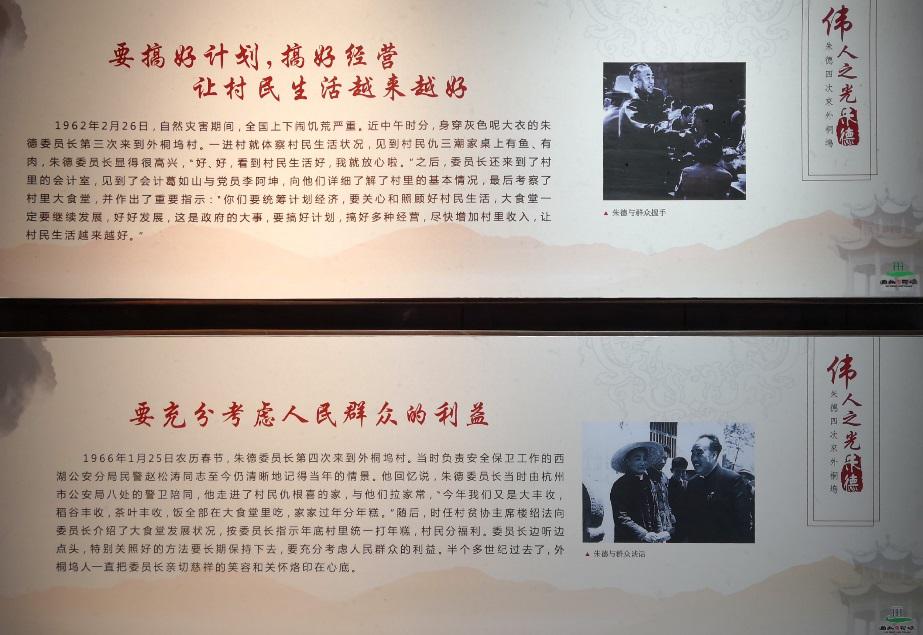 要搞好计划，搞好经营
让村民生活越来越好
1962年2月26日，自然灾害期间，全国上下闹饥荒严重。近中午时分，身穿灰色呢大衣的朱
德委员长第三次来到外桐坞村。一进村就体察村民生活状况，见到村民仇三潮家桌上有鱼、有
肉，朱德委员长显得很高兴，“好，好，看到村民生活好，我就放心啦。”之后，委员长还来到了村
里的会计室，见到了会计葛如山与党员李阿坤，向他们详细了解了村里的基本情况，最后考察了
村里大食堂，并作出了重要指示：“你们要统筹计划经济，要关心和照顾好村民生活，大食堂一
定要继续发展，好好发展，这是政府的大事，要搞好计划，搞好多种经营，尽快增加村里收入，让
村民生活越来越好。”
▲ 朱德与群众握手
伟人之光朱德
朱德四次来外桐坞
要充分考虑人民群众的利益
1966年1月25日农历春节，朱德委员长第四次来到外桐坞村。当时负责安全保卫工作的西
湖公安分局民警赵松涛同志至今仍清晰地记得当年的情景。他回忆说，朱德委员长当时由杭州
市公安局八处的警卫陪同，他走进了村民仇根喜的家，与他们拉家常，“今年我们又是大丰收，
稻谷丰收，茶叶丰收，饭全部在大食堂里吃，家家过年分年糕。”随后，时任村贫协主席楼绍法向
委员长介绍了大食堂发展状况，按委员长指示年底村里统一打年糕，村民分福利。委员长边听边
点头，特别关照好的方法要长期保持下去，要充分考虑人民群众的利益。半个多世纪过去了，外
桐坞人一直把委员长亲切慈祥的笑容和关怀烙印在心底。
▲ 朱德与群众谈话
伟人之光朱德
朱德四次来外桐坞